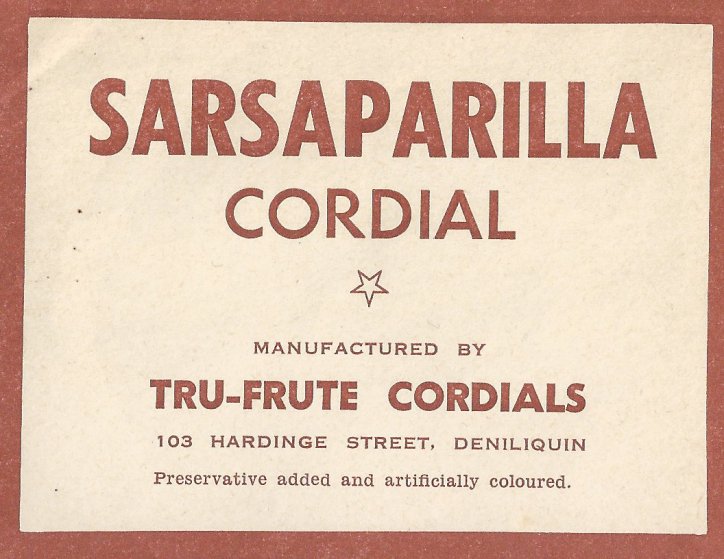 SARSAPARILLA
CORDIAL
MANUFACTURED BY
TRU-FRUTE CORDIALS
103 HARDINGE STREET, DENILIQUIN
Preservative added and artificially coloured.